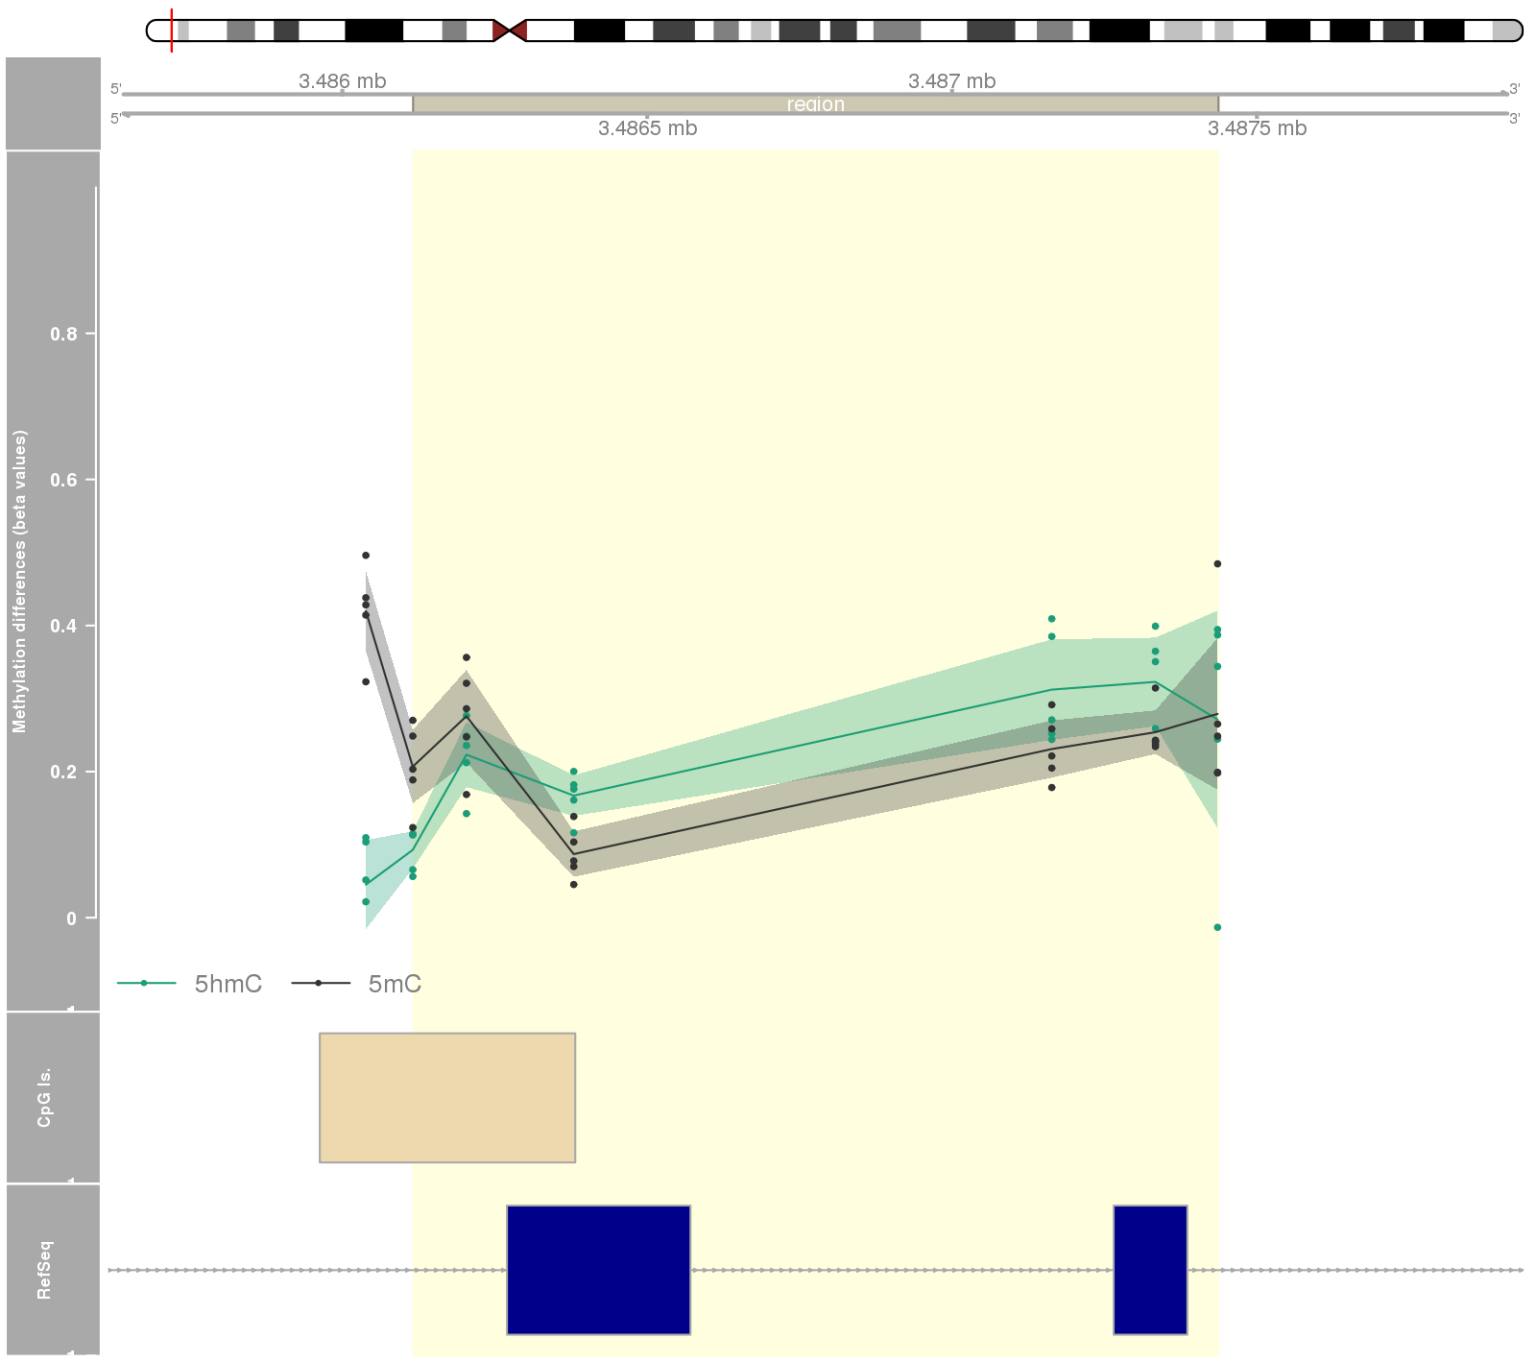 3.486 mb
3.487 mb
5'
3'
region
5'
3'
3.4865 mb
3.4875 mb
Methylation differences (beta values)
0.8
0.6
0.4
0.2
0
5hmC
5mC
CpG Is.
RefSeq